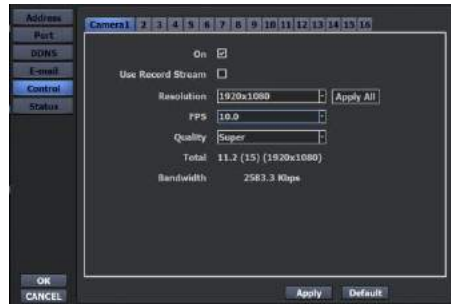 Address
Port
DDNS
E-mail
Control
Status
Camera1 2 3 4 5 6 7 8 9 10 11 12 13 14 15 16
On
Use Record Stream
Resolution 1920x1080 Apply All
FPS 10.0
Quality Super
Total 11.2 (15) (1920x1080)
Bandwidth 2583.3 Kbps
OK
CANCEL
Apply Default